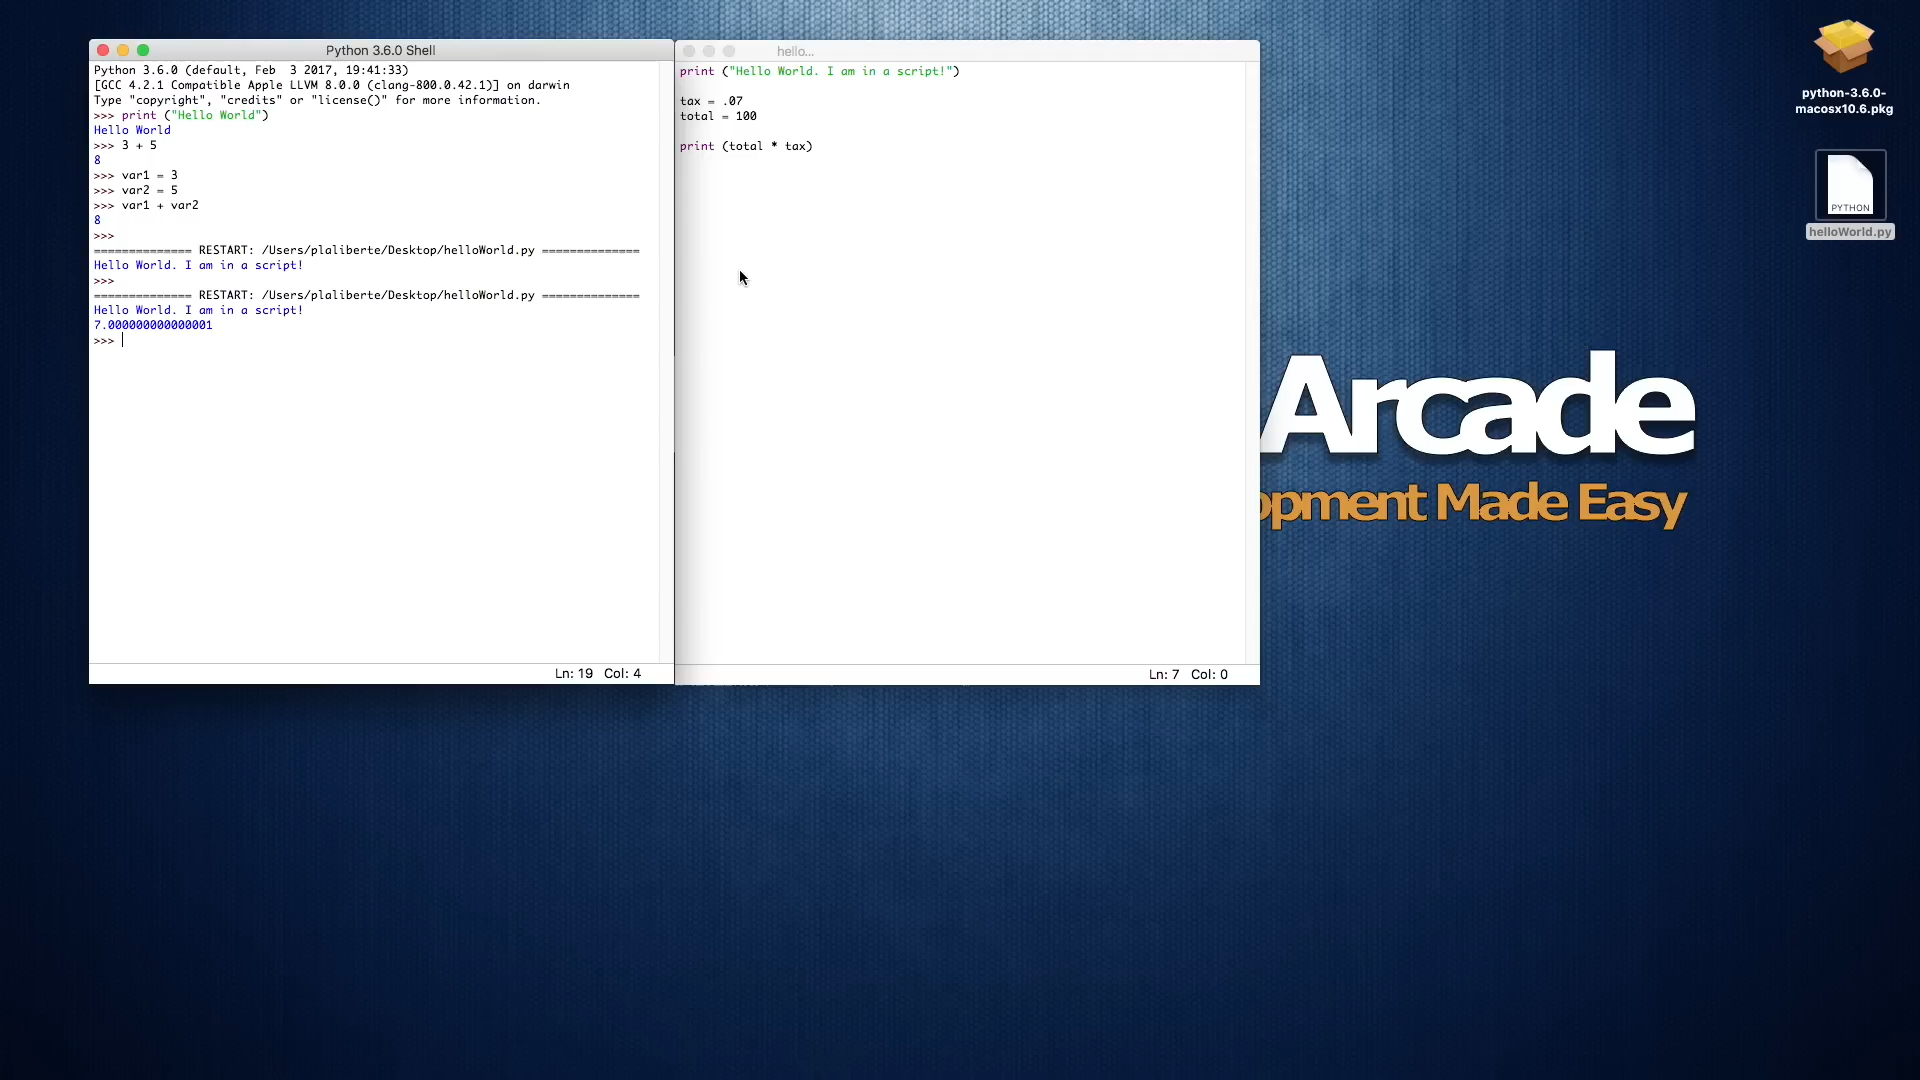 Python 3.6.0 Shell
Python 3.6.0 (default, Feb  3 2017, 19:41:33)
[GCC 4.2.1 Compatible Apple LLVM 8.0.0 (clang-800.0.42.1)] on darwin
Type "copyright", "credits" or "license()" for more information.
>>> print ("Hello World")
Hello World
>>> 3 + 5
8
>>> var1 = 3
>>> var2 = 5
>>> var1 + var2
8
>>>
============== RESTART: /Users/plaliberte/Desktop/helloWorld.py ==============
Hello World. I am in a script!
>>>
============== RESTART: /Users/plaliberte/Desktop/helloWorld.py ==============
Hello World. I am in a script!
7.000000000000001
>>>
Ln: 19 Col: 4
hello...
print ("Hello World. I am in a script!")
tax = .07
total = 100
print (total * tax)
Ln: 7 Col: 0
Arcade
opment Made Easy
python-3.6.0-
macosx10.6.pkg
PYTHON
helloWorld.py